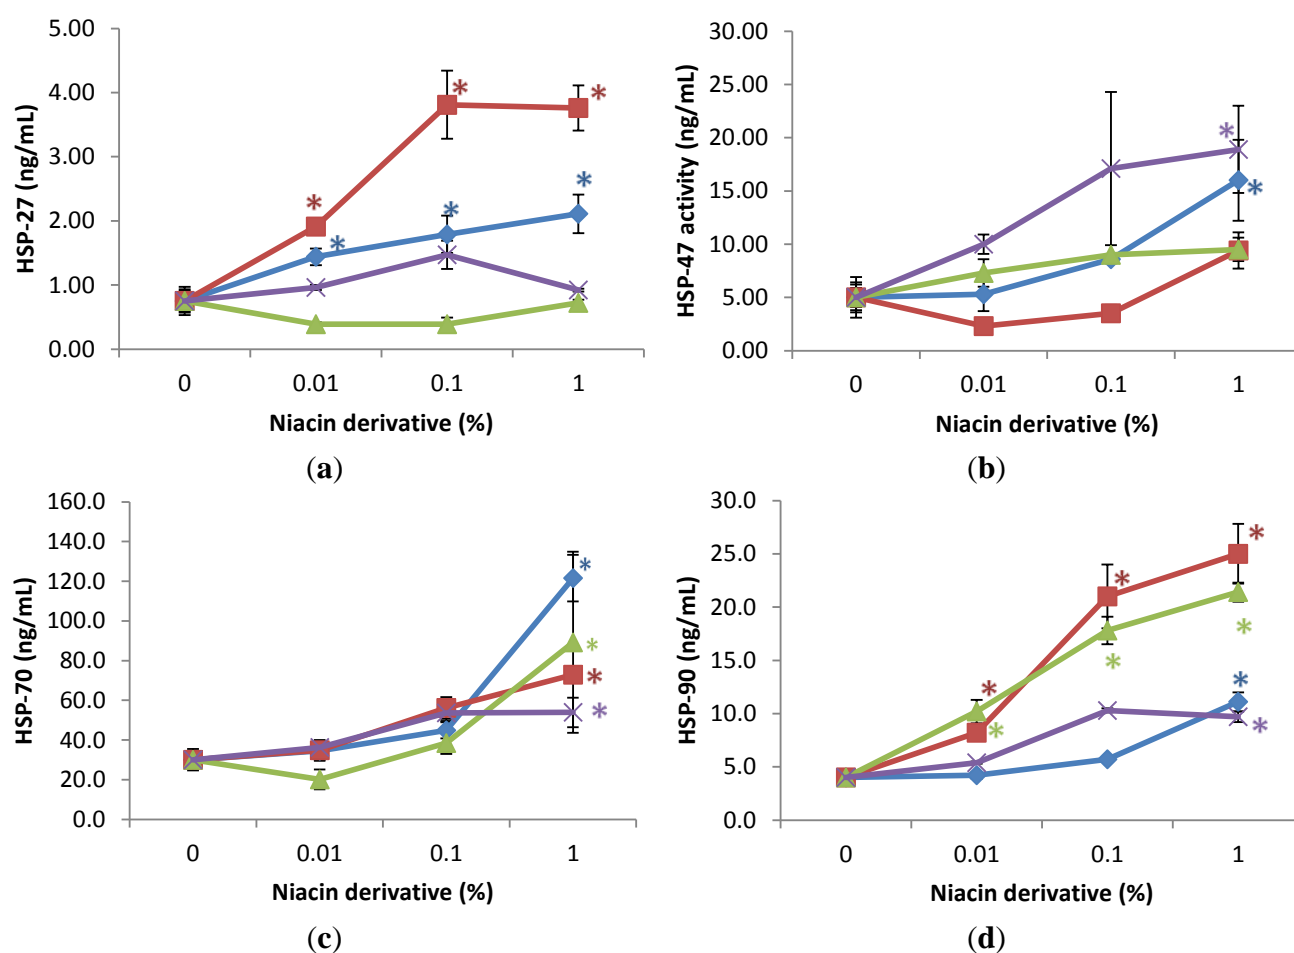 HSP-27 (ng/mL)
5.00
4.00
3.00
2.00
1.00
0.00
0 0.01 0.1 1
Niacin derivative (%)
(a)
HSP-47 activity (ng/mL)
30.00
25.00
20.00
15.00
10.00
5.00
0.00
0 0.01 0.1 1
Niacin derivative (%)
(b)
HSP-70 (ng/mL)
160.0
140.0
120.0
100.0
80.0
60.0
40.0
20.0
0.0
0 0.01 0.1 1
Niacin derivative (%)
(c)
HSP-90 (ng/mL)
30.0
25.0
20.0
15.0
10.0
5.0
0.0
0 0.01 0.1 1
Niacin derivative (%)
(d)